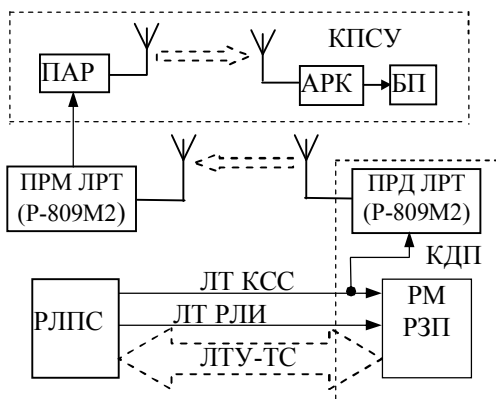 КПСУ
ПАР
АРК
БП
ПРМ ЛРТ
(Р-809М2)
ПРД ЛРТ
(Р-809М2)
КДП
ЛТ КСС
РЛПС
ЛТ РЛИ
РМ
РЗП
ЛТУ-ТС